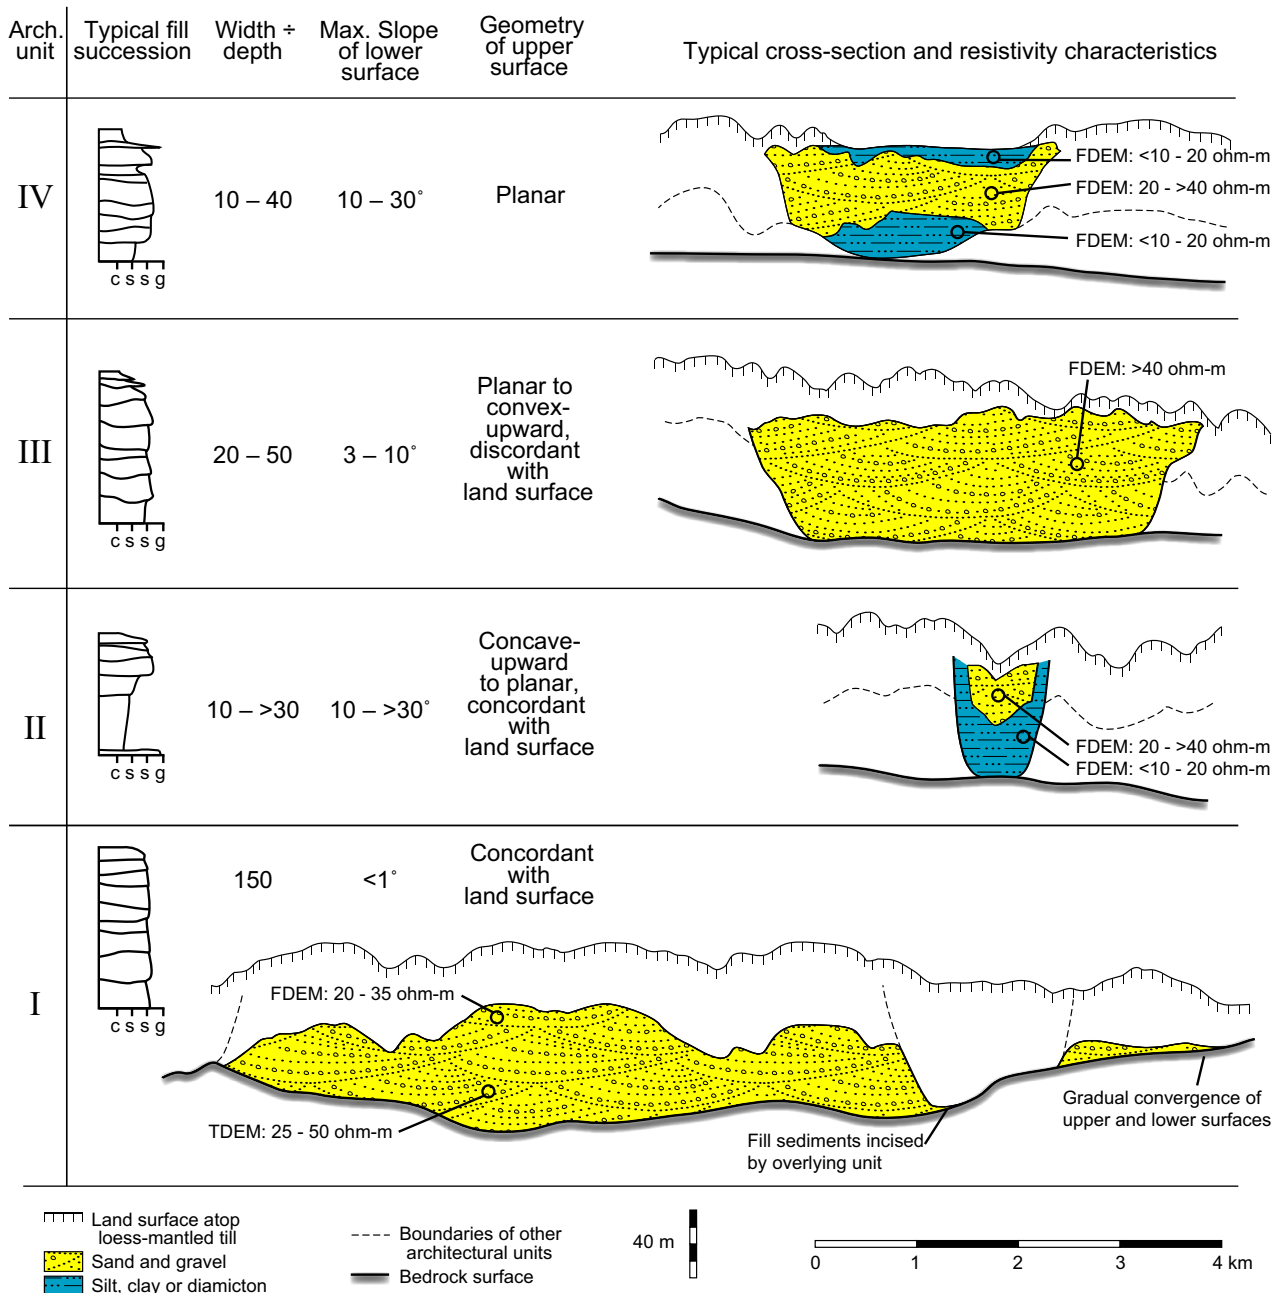 Arch. unit
Typical fill succession
Width ÷ depth
Max. Slope of lower surface
Geometry of upper surface
Typical cross-section and resistivity characteristics
IV
c s s g
10 – 40
10 – 30°
Planar
FDEM: <10 - 20 ohm-m
FDEM: 20 - >40 ohm-m
FDEM: <10 - 20 ohm-m
III
c s s g
20 – 50
3 – 10°
Planar to
convex-
upward,
discordant
with
land surface
FDEM: >40 ohm-m
II
c s s g
10 – >30
10 – >30°
Concave-
upward
to planar,
concordant
with
land surface
FDEM: 20 - >40 ohm-m
FDEM: <10 - 20 ohm-m
I
c s s g
150
<1°
Concordant
with
land surface
FDEM: 20 - 35 ohm-m
TDEM: 25 - 50 ohm-m
Fill sediments incised
by overlying unit
Gradual convergence of
upper and lower surfaces
Land surface atop
loess-mantled till
Sand and gravel
Silt, clay or diamicton
Boundaries of other
architectural units
Bedrock surface
40 m
0 1 2 3 4 km